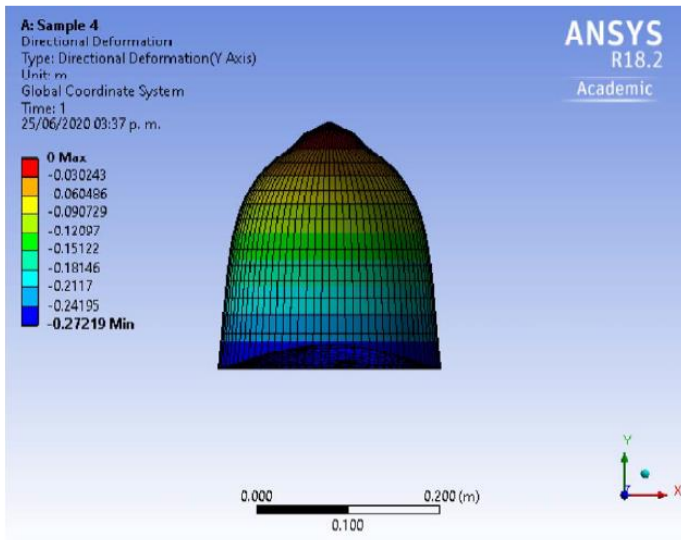 A: Sample 4
Directional Deformation
Type: Directional Deformation(Y Axis)
Unit: m
Global Coordinate System
Time: 1
25/06/2020 03:37 p. m.
ANSYS
R18.2
Academic
0 Max
-0.030243
0.060486
-0.090729
-0.12097
-0.15122
-0.18146
-0.2117
-0.24195
-0.27219 Min
Y
X
Z
0.000 0.200 (m)
0.100